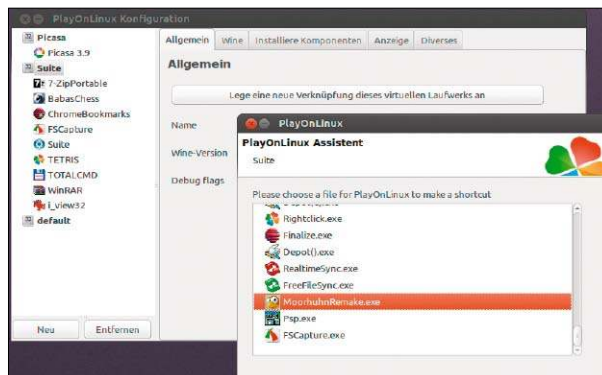 PlayOnLinux Konfiguration
Picasa
Picasa 3.9
Suite
7-ZipPortable
BabasChess
ChromeBookmarks
FSCapture
Suite
TETRIS
TOTALCMD
WinRAR
i_view32
default
Neu
Entfernen
Allgemein
Wine
Installiere Komponenten
Anzeige
Diverses
Allgemein
Lege eine neue Verknüpfung dieses virtuellen Laufwerks an
Name
Wine-Version
Debug flags
PlayOnLinux
PlayOnLinux Assistent
Suite
Please choose a file for PlayOnLinux to make a shortcut
Rightclick.exe
Finalize.exe
Depot().exe
RealtimeSync.exe
FreeFileSync.exe
MoorhuhnRemake.exe
Psp.exe
FSCapture.exe